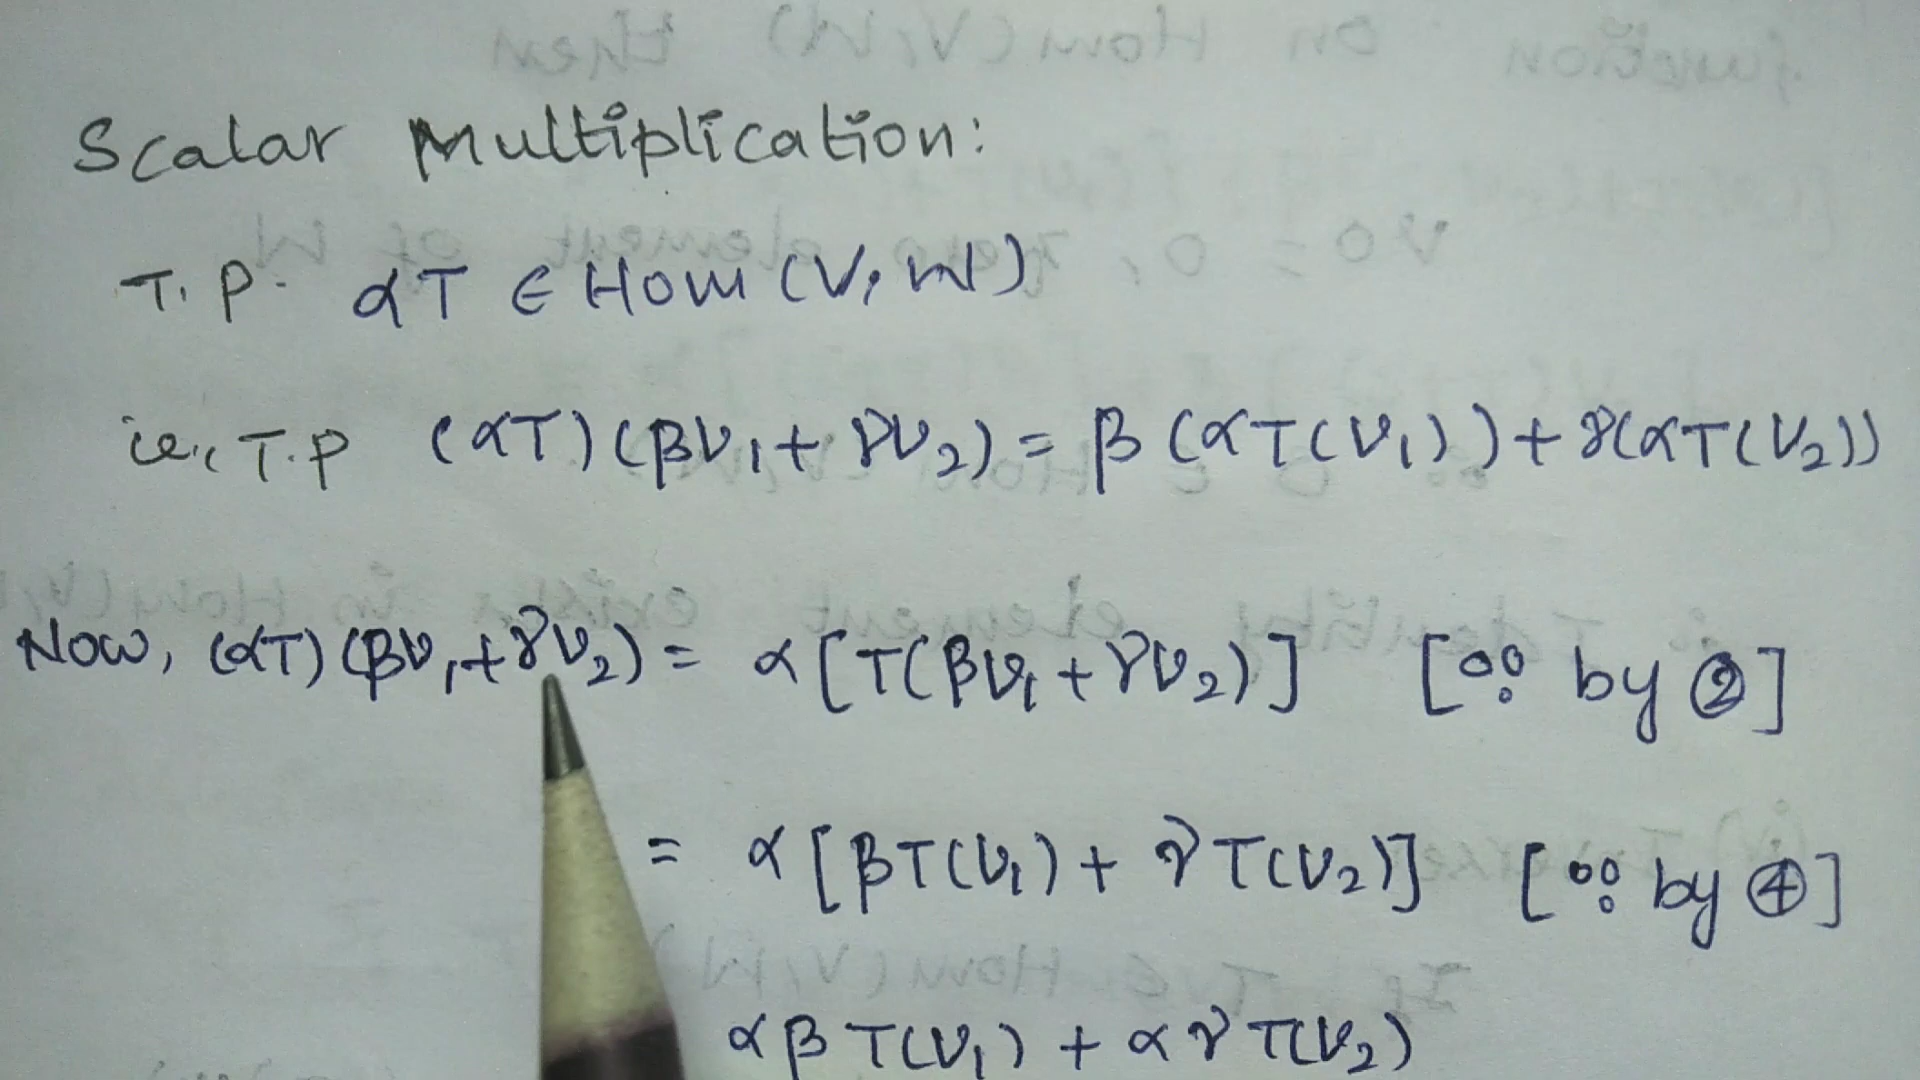 Scalar Multiplication:
T.P. αT ∈ Hom (V, W)
ie., T.P (αT)(βv₁ + γv₂) = β(αT(v₁)) + γ(αT(v₂))
Now, (αT)(βv₁+γv₂) = α[T(βv₁+γv₂)] [∵ by ②]
= α[βT(v₁) + γT(v₂)] [∵ by ④]
αβT(v₁) + αγT(v₂)